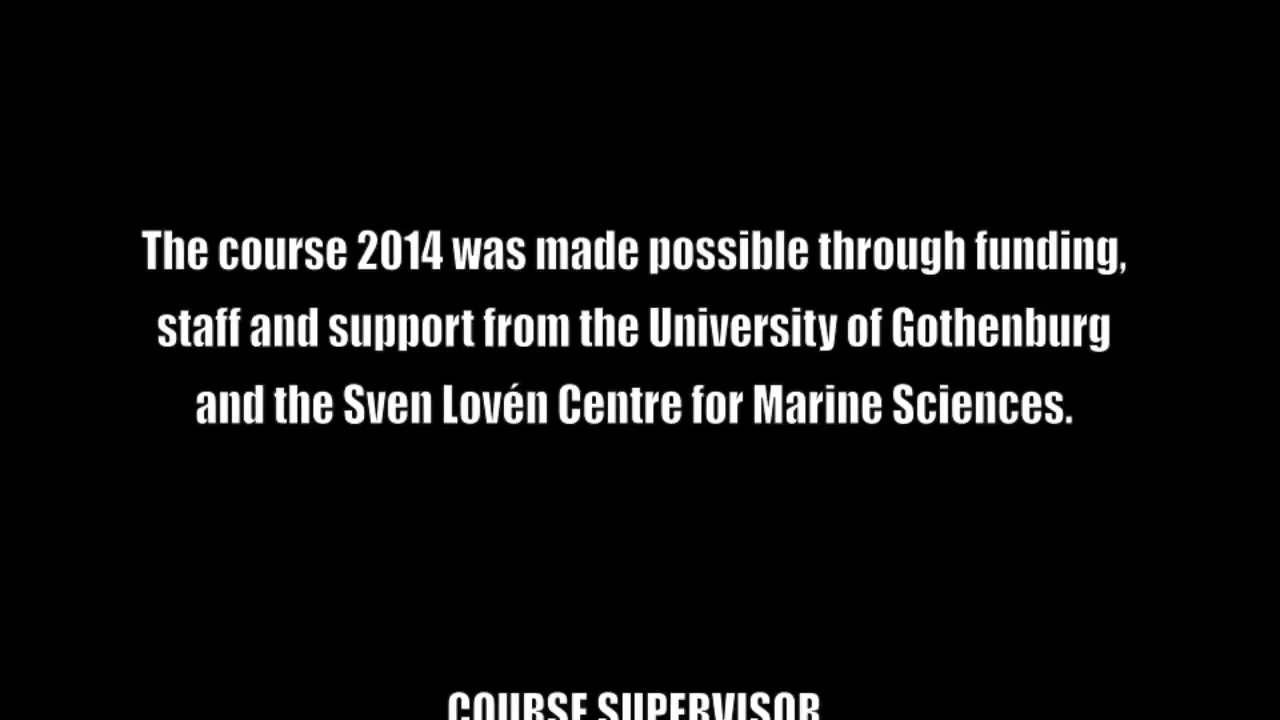 The course 2014 was made possible through funding,
staff and support from the University of Gothenburg
and the Sven Lovén Centre for Marine Sciences.
COURSE SUPERVISOR